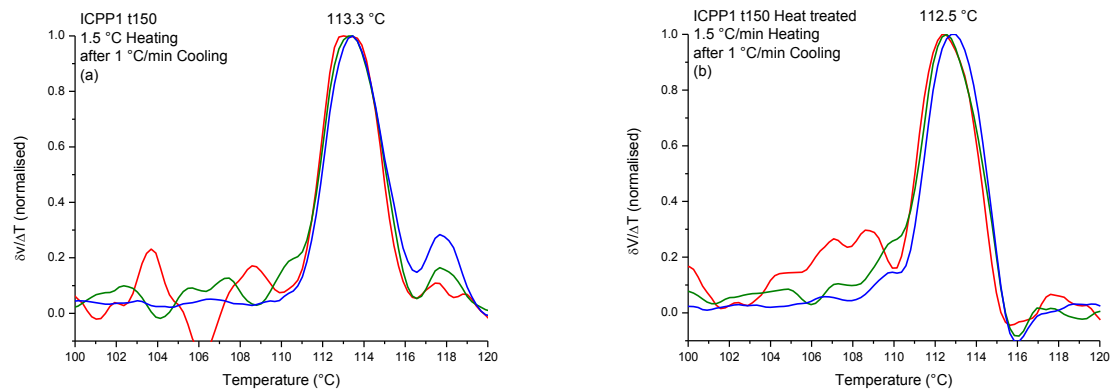 ICPP1 t150
1.5 °C Heating
after 1 °C/min Cooling
(a)
113.3 °C
1.0
0.8
0.6
0.4
0.2
0.0
δV/ΔT (normalised)
100 102 104 106 108 110 112 114 116 118 120
Temperature (°C)
ICPP1 t150 Heat treated
1.5 °C/min Heating
after 1 °C/min Cooling
(b)
112.5 °C
1.0
0.8
0.6
0.4
0.2
0.0
δV/ΔT (normalised)
100 102 104 106 108 110 112 114 116 118 120
Temperature (°C)